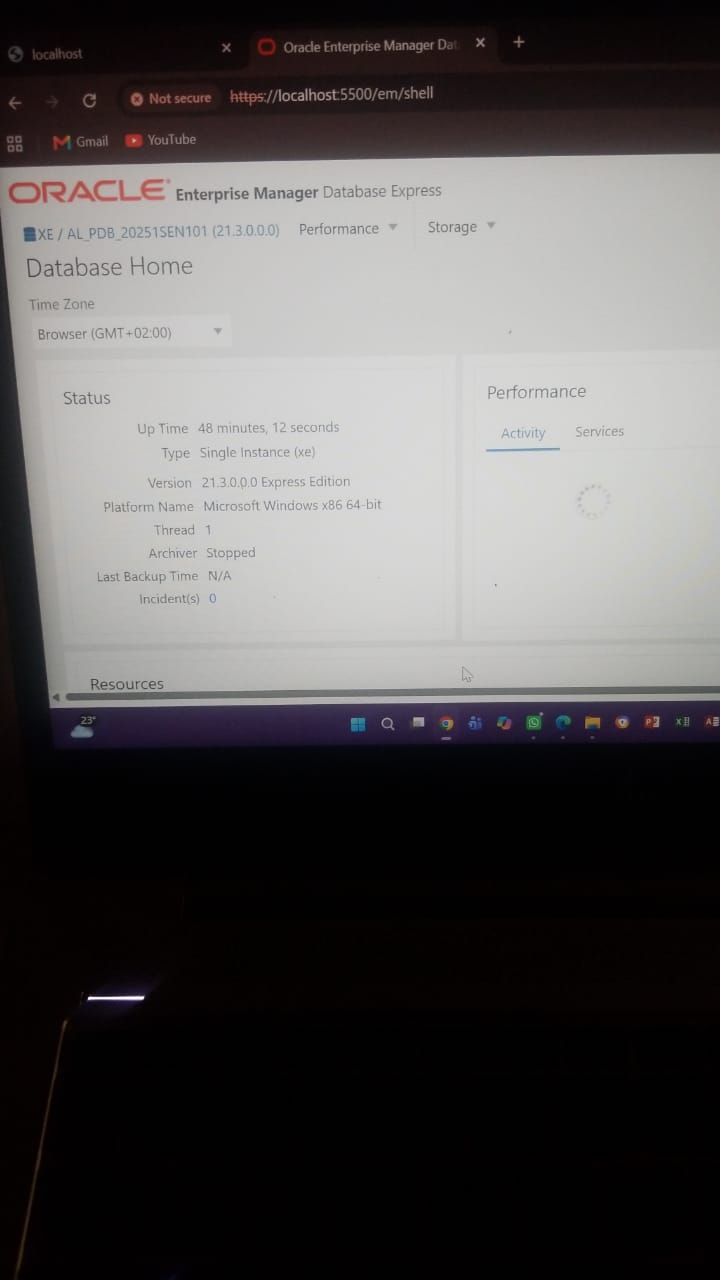 localhost
Oracle Enterprise Manager Dat
Not secure https://localhost:5500/em/shell
Gmail YouTube
ORACLE Enterprise Manager Database Express
XE / AL_PDB_20251SEN101 (21.3.0.0.0) Performance Storage
Database Home
Time Zone
Browser (GMT+02:00)
Status
Up Time 48 minutes, 12 seconds
Type Single Instance (xe)
Version 21.3.0.0.0 Express Edition
Platform Name Microsoft Windows x86 64-bit
Thread 1
Archiver Stopped
Last Backup Time N/A
Incident(s) 0
Performance
Activity Services
Resources
23°